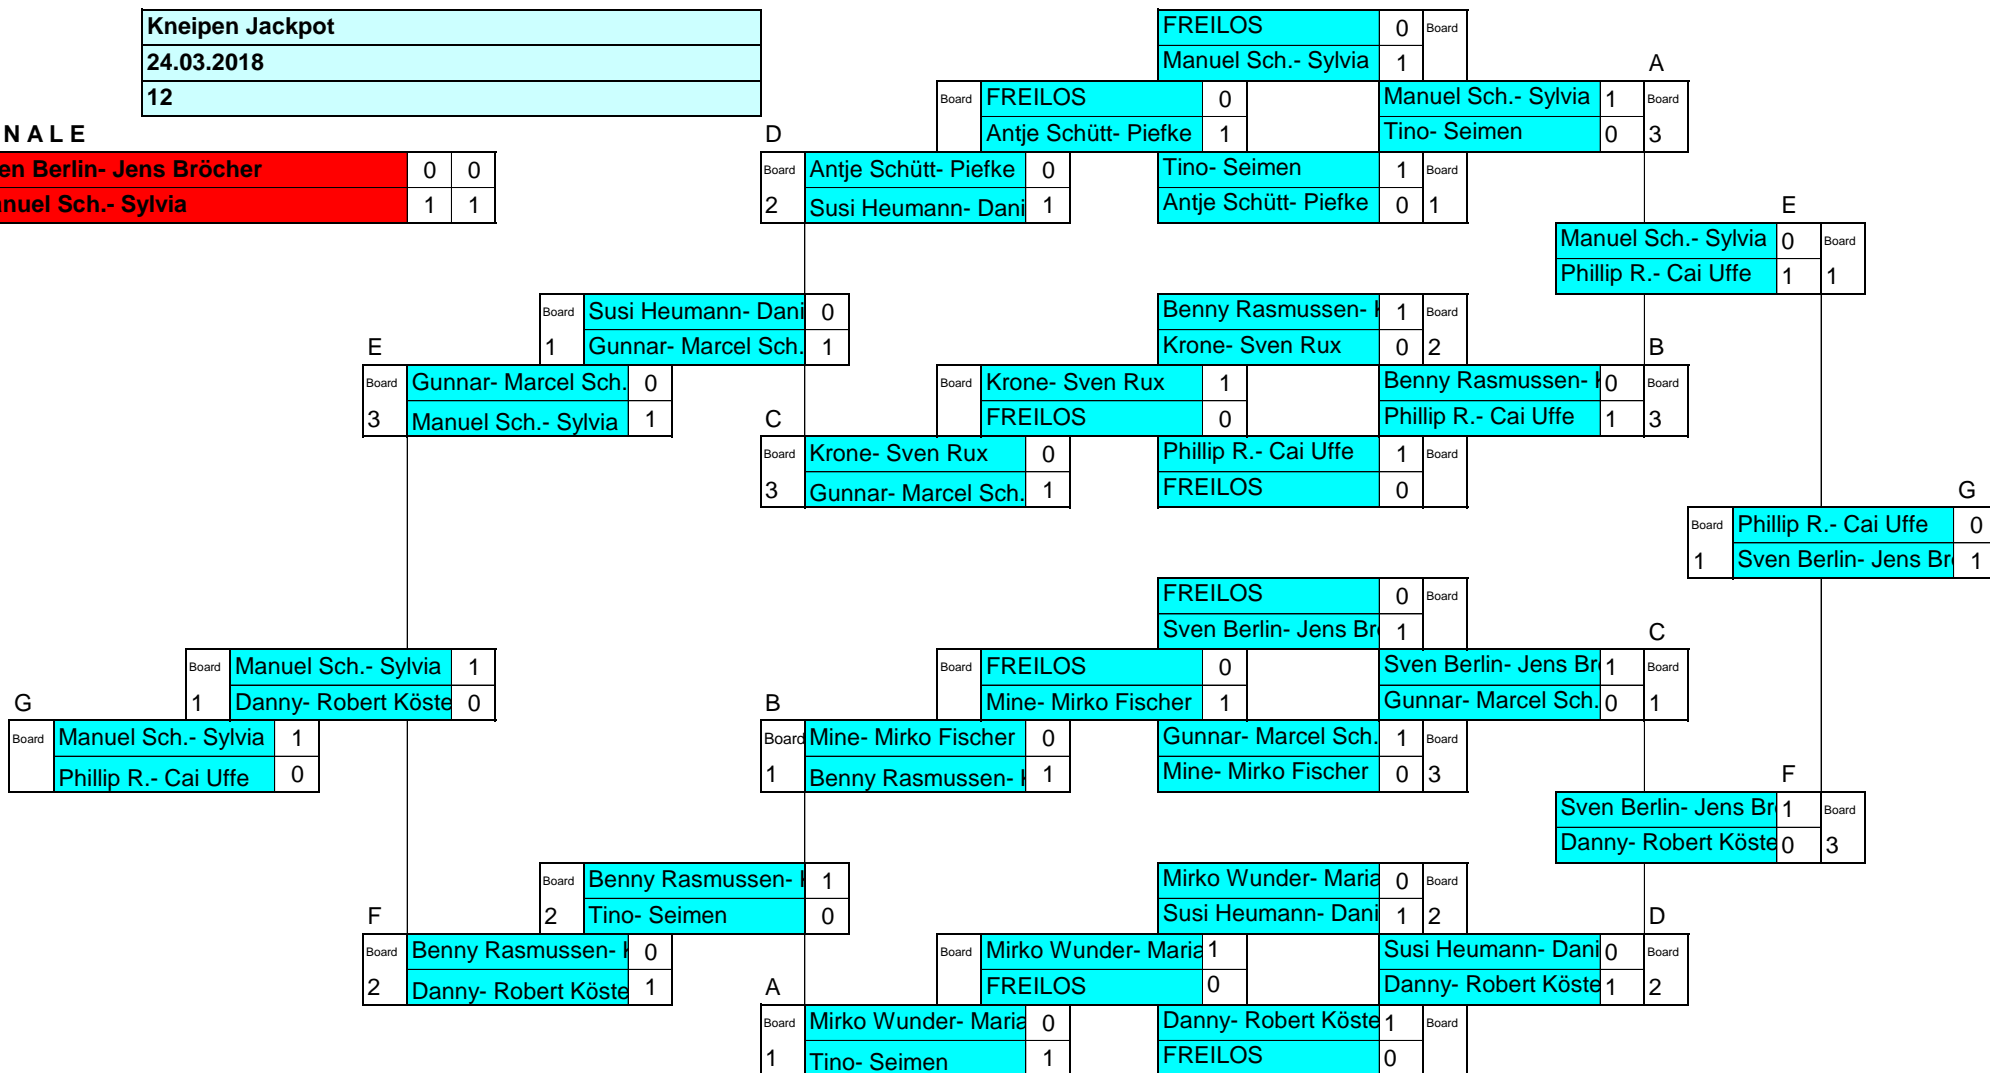 Kneipen Jackpot
24.03.2018
12
N A L E
en Berlin- Jens Bröcher 0 0
nuel Sch.- Sylvia 1 1
FREILOS 0 Board
Manuel Sch.- Sylvia 1
A
Board FREILOS 0
Antje Schütt- Piefke 1
Manuel Sch.- Sylvia 1 Board
Tino- Seimen 0 3
D
Board Antje Schütt- Piefke 0
2 Susi Heumann- Dani 1
Tino- Seimen 1 Board
Antje Schütt- Piefke 0 1
E
Manuel Sch.- Sylvia 0 Board
Phillip R.- Cai Uffe 1 1
Board Susi Heumann- Dani 0
1 Gunnar- Marcel Sch. 1
Benny Rasmussen- 1 Board
Krone- Sven Rux 0 2
E
B
Board Gunnar- Marcel Sch. 0
3 Manuel Sch.- Sylvia 1
Board Krone- Sven Rux 1
FREILOS 0
Benny Rasmussen- 0 Board
Phillip R.- Cai Uffe 1 3
C
Board Krone- Sven Rux 0
3 Gunnar- Marcel Sch. 1
Phillip R.- Cai Uffe 1 Board
FREILOS 0
G
Board Phillip R.- Cai Uffe 0
1 Sven Berlin- Jens Br 1
FREILOS 0 Board
Sven Berlin- Jens Br 1
C
Board Manuel Sch.- Sylvia 1
1 Danny- Robert Köste 0
Board FREILOS 0
Mine- Mirko Fischer 1
Sven Berlin- Jens Br 1 Board
Gunnar- Marcel Sch. 0 1
G
B
Board Manuel Sch.- Sylvia 1
Phillip R.- Cai Uffe 0
Board Mine- Mirko Fischer 0
1 Benny Rasmussen- 1
Gunnar- Marcel Sch. 1 Board
Mine- Mirko Fischer 0 3
F
Sven Berlin- Jens Br 1 Board
Danny- Robert Köste 0 3
Board Benny Rasmussen- 1
2 Tino- Seimen 0
Mirko Wunder- Maria 0 Board
Susi Heumann- Dani 1 2
F
D
Board Benny Rasmussen- 0
2 Danny- Robert Köste 1
Board Mirko Wunder- Maria 1
FREILOS 0
Susi Heumann- Dani 0 Board
Danny- Robert Köste 1 2
A
Board Mirko Wunder- Maria 0
1 Tino- Seimen 1
Danny- Robert Köste 1 Board
FREILOS 0